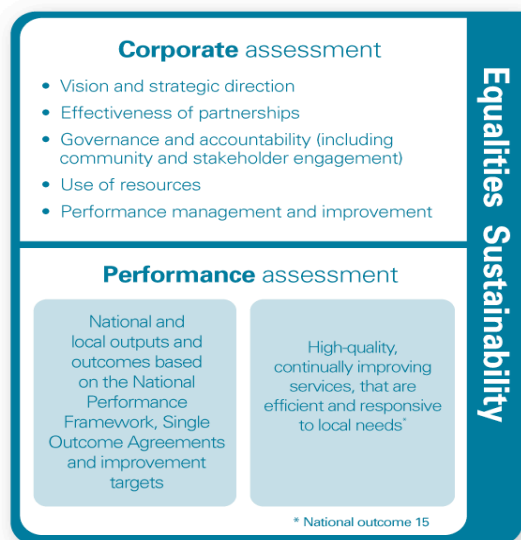 Corporate assessment
• Vision and strategic direction
• Effectiveness of partnerships
• Governance and accountability (including
community and stakeholder engagement)
• Use of resources
• Performance management and improvement
Performance assessment
National and
local outputs and
outcomes based
on the National
Performance
Framework, Single
Outcome Agreements
and improvement
targets
High-quality,
continually improving
services, that are
efficient and responsive
to local needs*
* National outcome 15
Equalities Sustainability